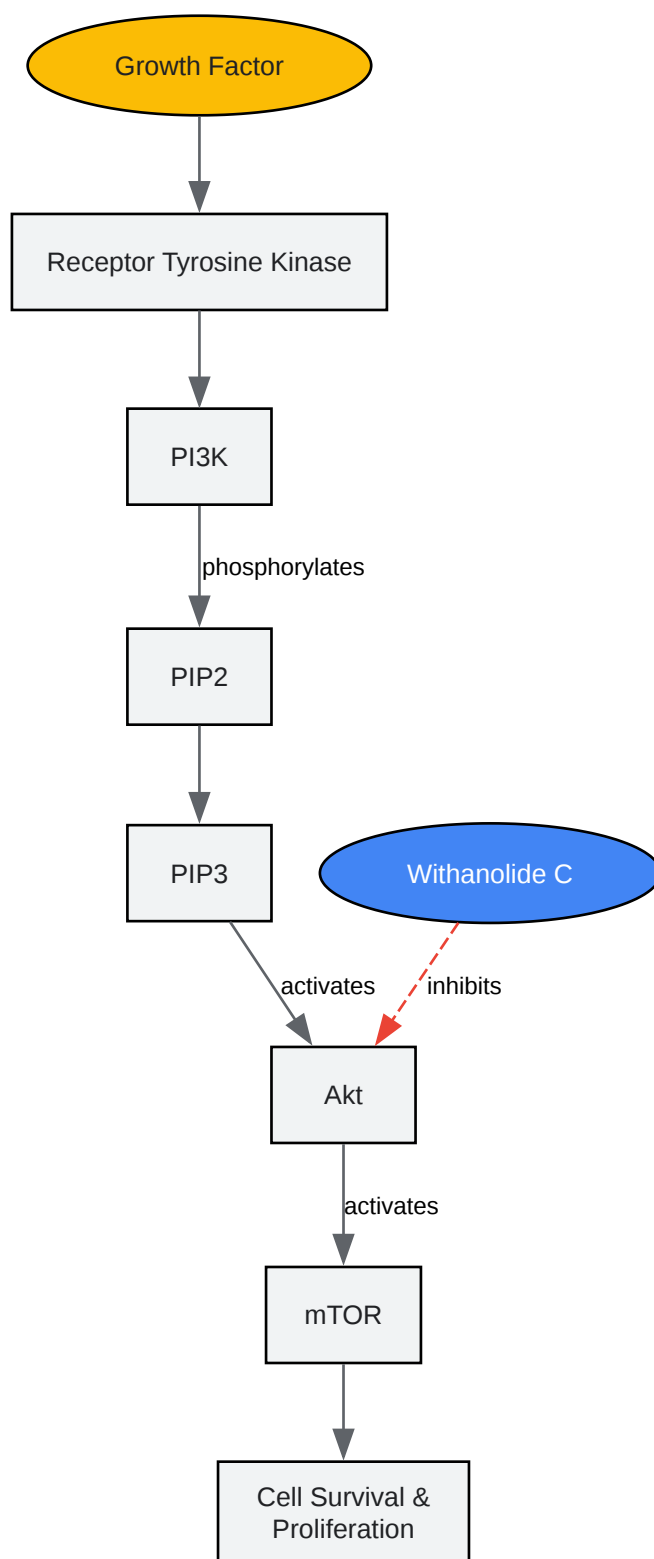 Growth Factor
Receptor Tyrosine Kinase
PI3K
phosphorylates
PIP2
PIP3
Withanolide C
activates
inhibits
Akt
activates
mTOR
Cell Survival &
Proliferation